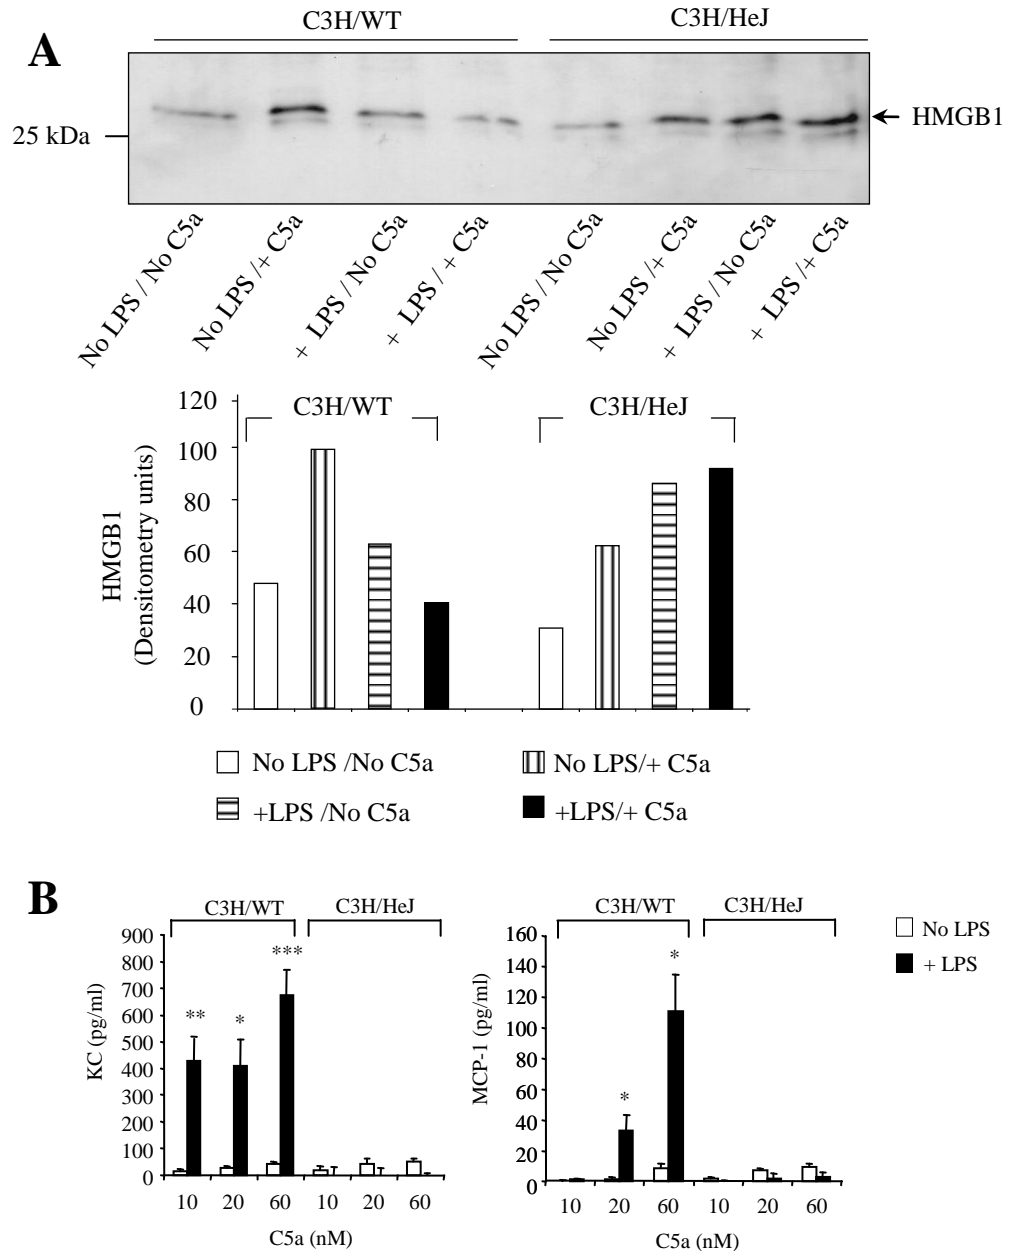 A
C3H/WT
C3H/HeJ
25 kDa
HMGB1
No LPS / No C5a
No LPS /+ C5a
+ LPS / No C5a
+ LPS / + C5a
No LPS / No C5a
No LPS /+ C5a
+ LPS / No C5a
+ LPS / + C5a
HMGB1
(Densitometry units)
120
100
80
60
40
20
0
C3H/WT
C3H/HeJ
No LPS /No C5a
No LPS/+ C5a
+LPS /No C5a
+LPS/+ C5a
B
C3H/WT
C3H/HeJ
KC (pg/ml)
900
800
700
600
500
400
300
200
100
0
**
*
***
10 20 60 10 20 60
C5a (nM)
C3H/WT
C3H/HeJ
MCP-1 (pg/ml)
160
140
120
100
80
60
40
20
0
*
*
10 20 60 10 20 60
C5a (nM)
No LPS
+ LPS